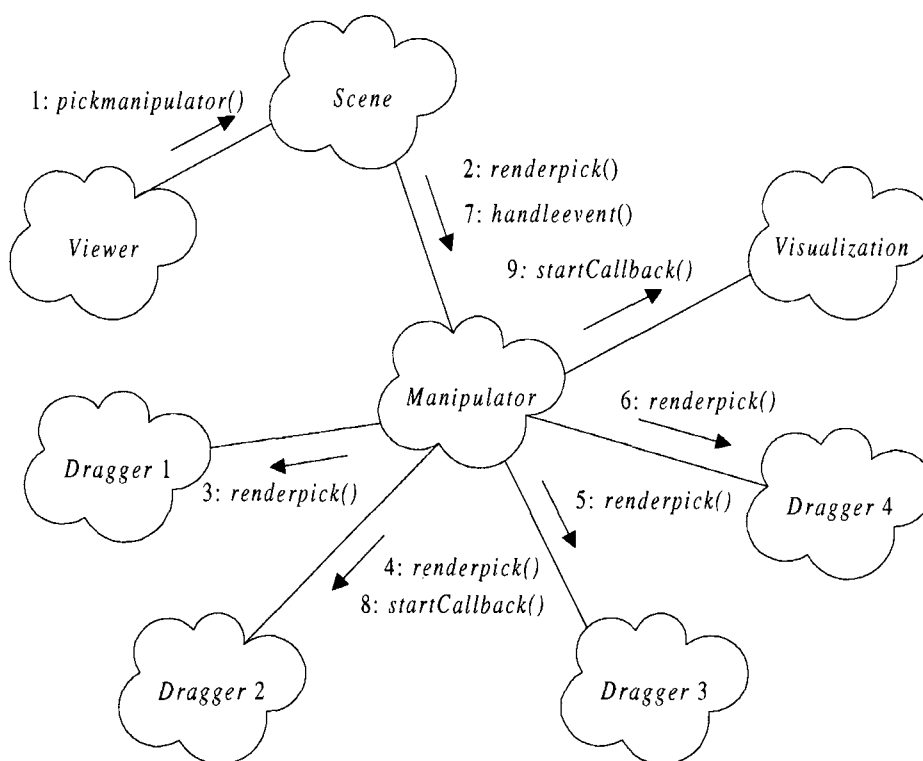 Scene
1: pickmanipulator()
2: renderpick()
7: handleevent()
Viewer
Visualization
9: startCallback()
Manipulator
6: renderpick()
Dragger 1
3: renderpick()
5: renderpick()
Dragger 4
4: renderpick()
8: startCallback()
Dragger 2
Dragger 3